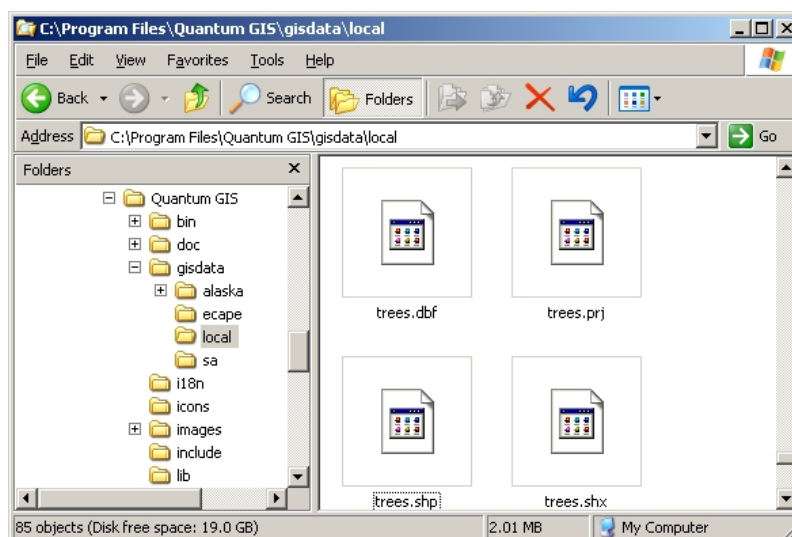 C:\Program Files\Quantum GIS\gisdata\local
File Edit View Favorites Tools Help
Back Search Folders
Address C:\Program Files\Quantum GIS\gisdata\local Go
Folders
Quantum GIS
bin
doc
gisdata
alaska
ecape
local
sa
i18n
icons
images
include
lib
trees.dbf trees.prj
trees.shp trees.shx
85 objects (Disk free space: 19.0 GB) 2.01 MB My Computer